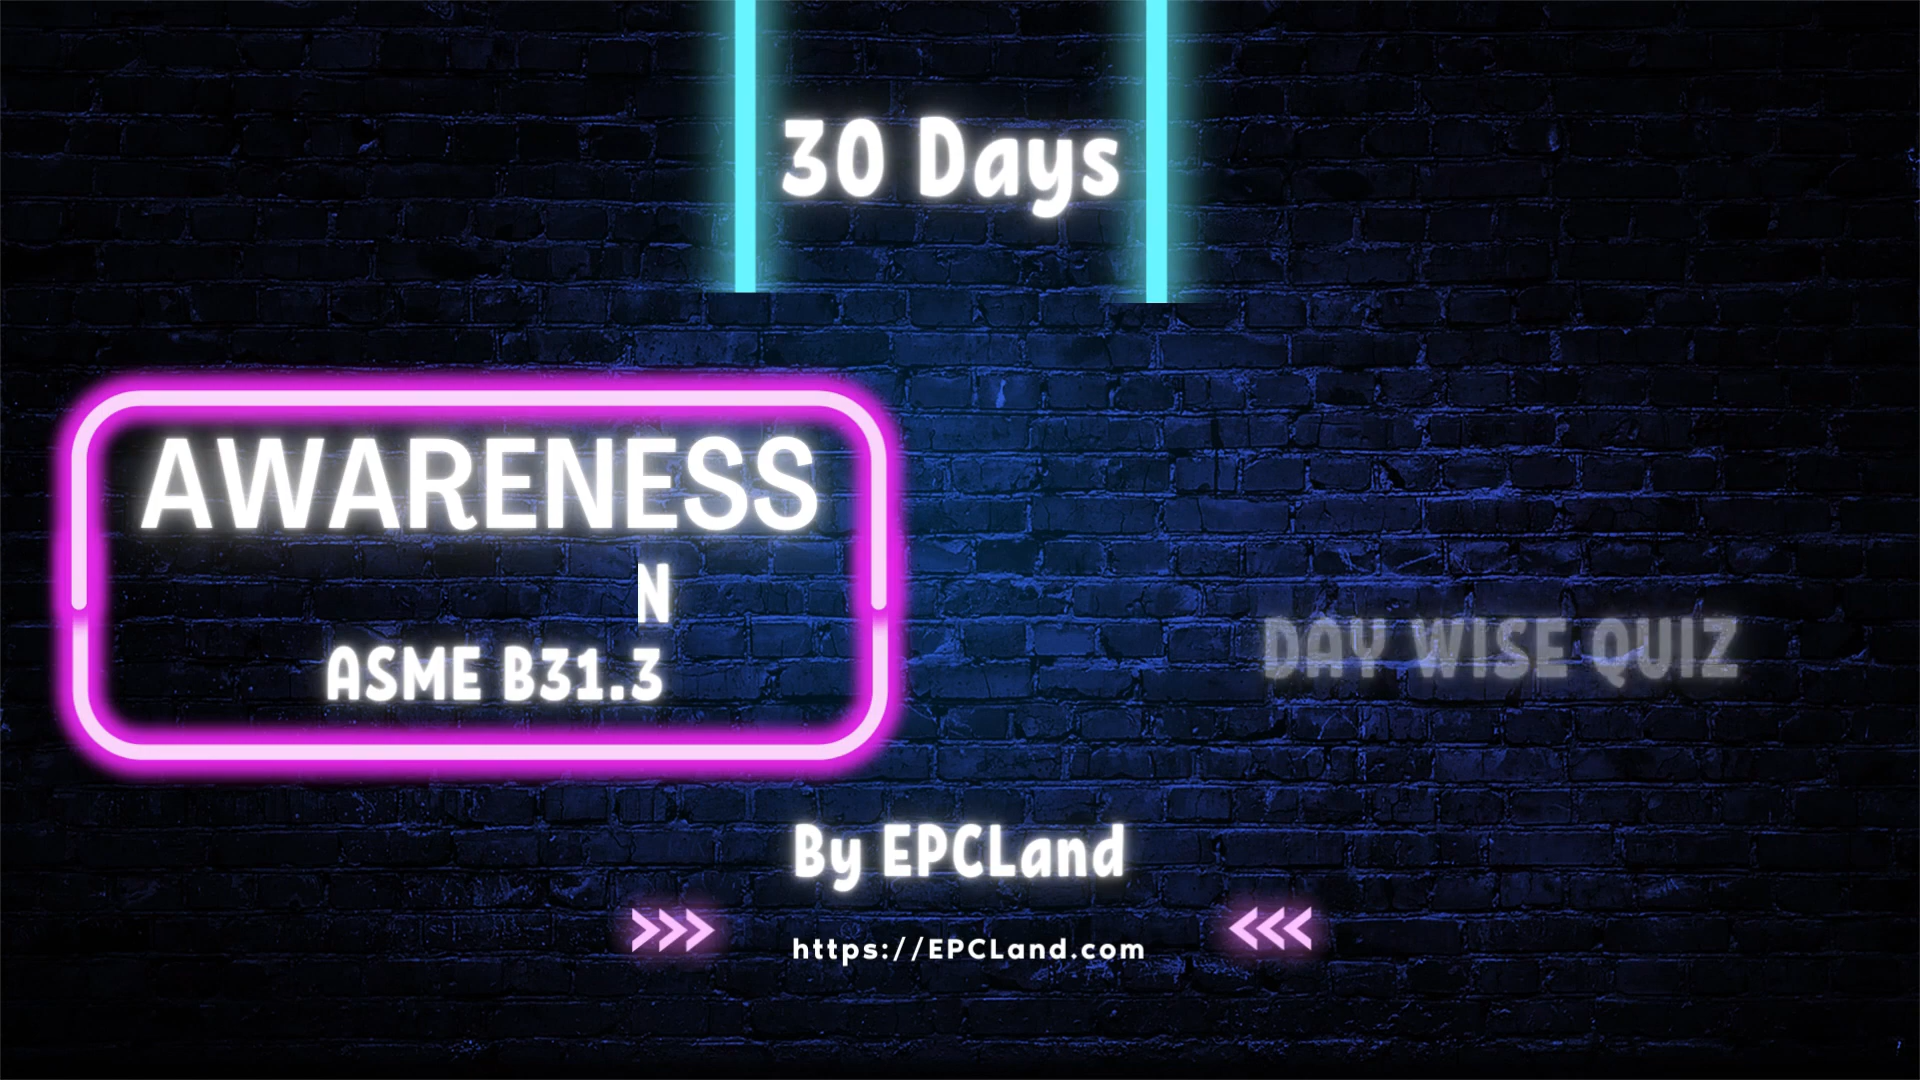 30 Days
AWARENESS
N
ASME B31.3
DAY WISE QUIZ
By EPCLand
>>>
<<<
https://EPCLand.com